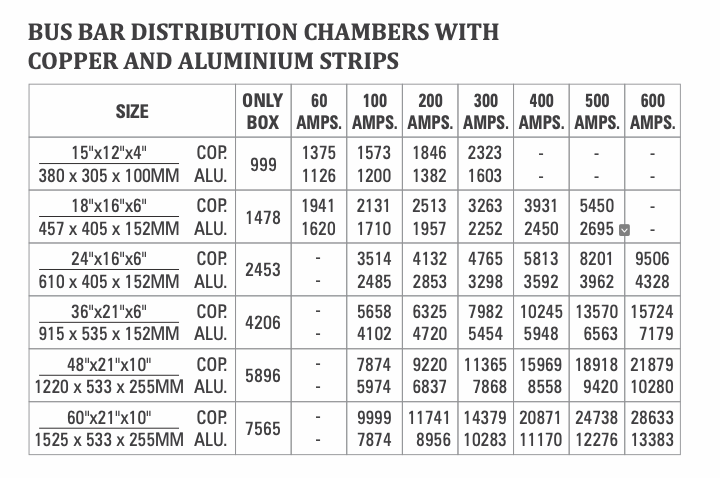 BUS BAR DISTRIBUTION CHAMBERS WITH
COPPER AND ALUMINIUM STRIPS
SIZE ONLY BOX 60 AMPS. 100 AMPS. 200 AMPS. 300 AMPS. 400 AMPS. 500 AMPS. 600 AMPS.
15"x12"x4" COP. 999 1375 1573 1846 2323 - - -
380 x 305 x 100MM ALU. 1126 1200 1382 1603 - - -
18"x16"x6" COP. 1478 1941 2131 2513 3263 3931 5450 -
457 x 405 x 152MM ALU. 1620 1710 1957 2252 2450 2695 -
24"x16"x6" COP. 2453 - 3514 4132 4765 5813 8201 9506
610 x 405 x 152MM ALU. - 2485 2853 3298 3592 3962 4328
36"x21"x6" COP. 4206 - 5658 6325 7982 10245 13570 15724
915 x 535 x 152MM ALU. - 4102 4720 5454 5948 6563 7179
48"x21"x10" COP. 5896 - 7874 9220 11365 15969 18918 21879
1220 x 533 x 255MM ALU. - 5974 6837 7868 8558 9420 10280
60"x21"x10" COP. 7565 - 9999 11741 14379 20871 24738 28633
1525 x 533 x 255MM ALU. - 7874 8956 10283 11170 12276 13383